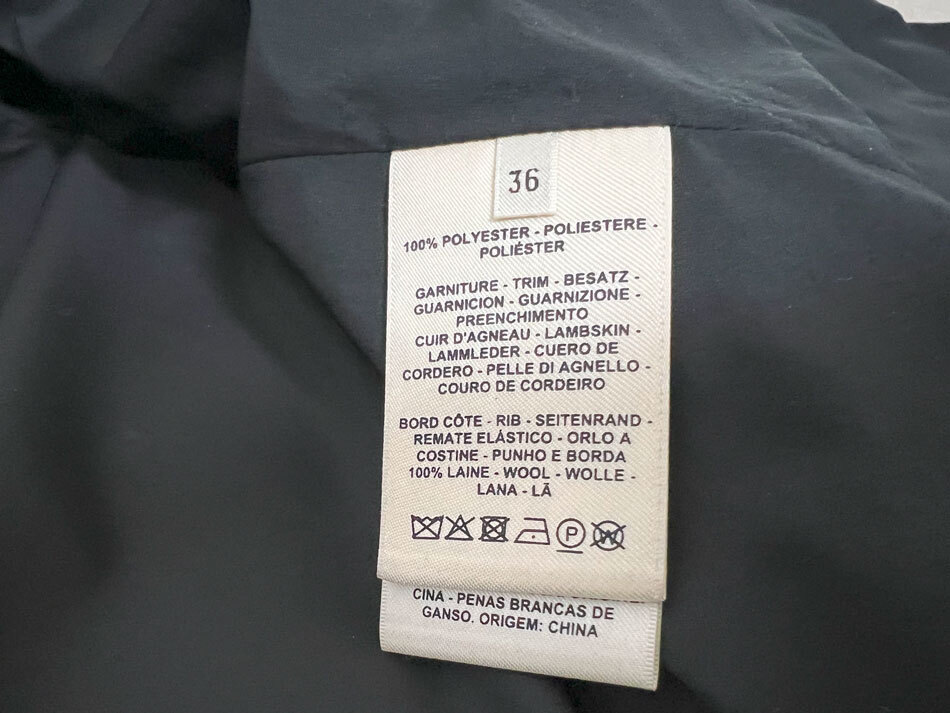 36
100% POLYESTER - POLIESTERE -
POLIÉSTER
GARNITURE - TRIM - BESATZ -
GUARNICION - GUARNIZIONE -
PREENCHIMENTO
CUIR D'AGNEAU - LAMBSKIN -
LAMMLEDER - CUERO DE
CORDERO - PELLE DI AGNELLO -
COURO DE CORDEIRO
BORD CÔTE - RIB - SEITENRAND -
REMATE ELÁSTICO - ORLO A
COSTINE - PUNHO E BORDA
100% LAINE - WOOL - WOLLE -
LANA - LÃ
P
W
CINA - PENAS BRANCAS DE
GANSO. ORIGEM: CHINA